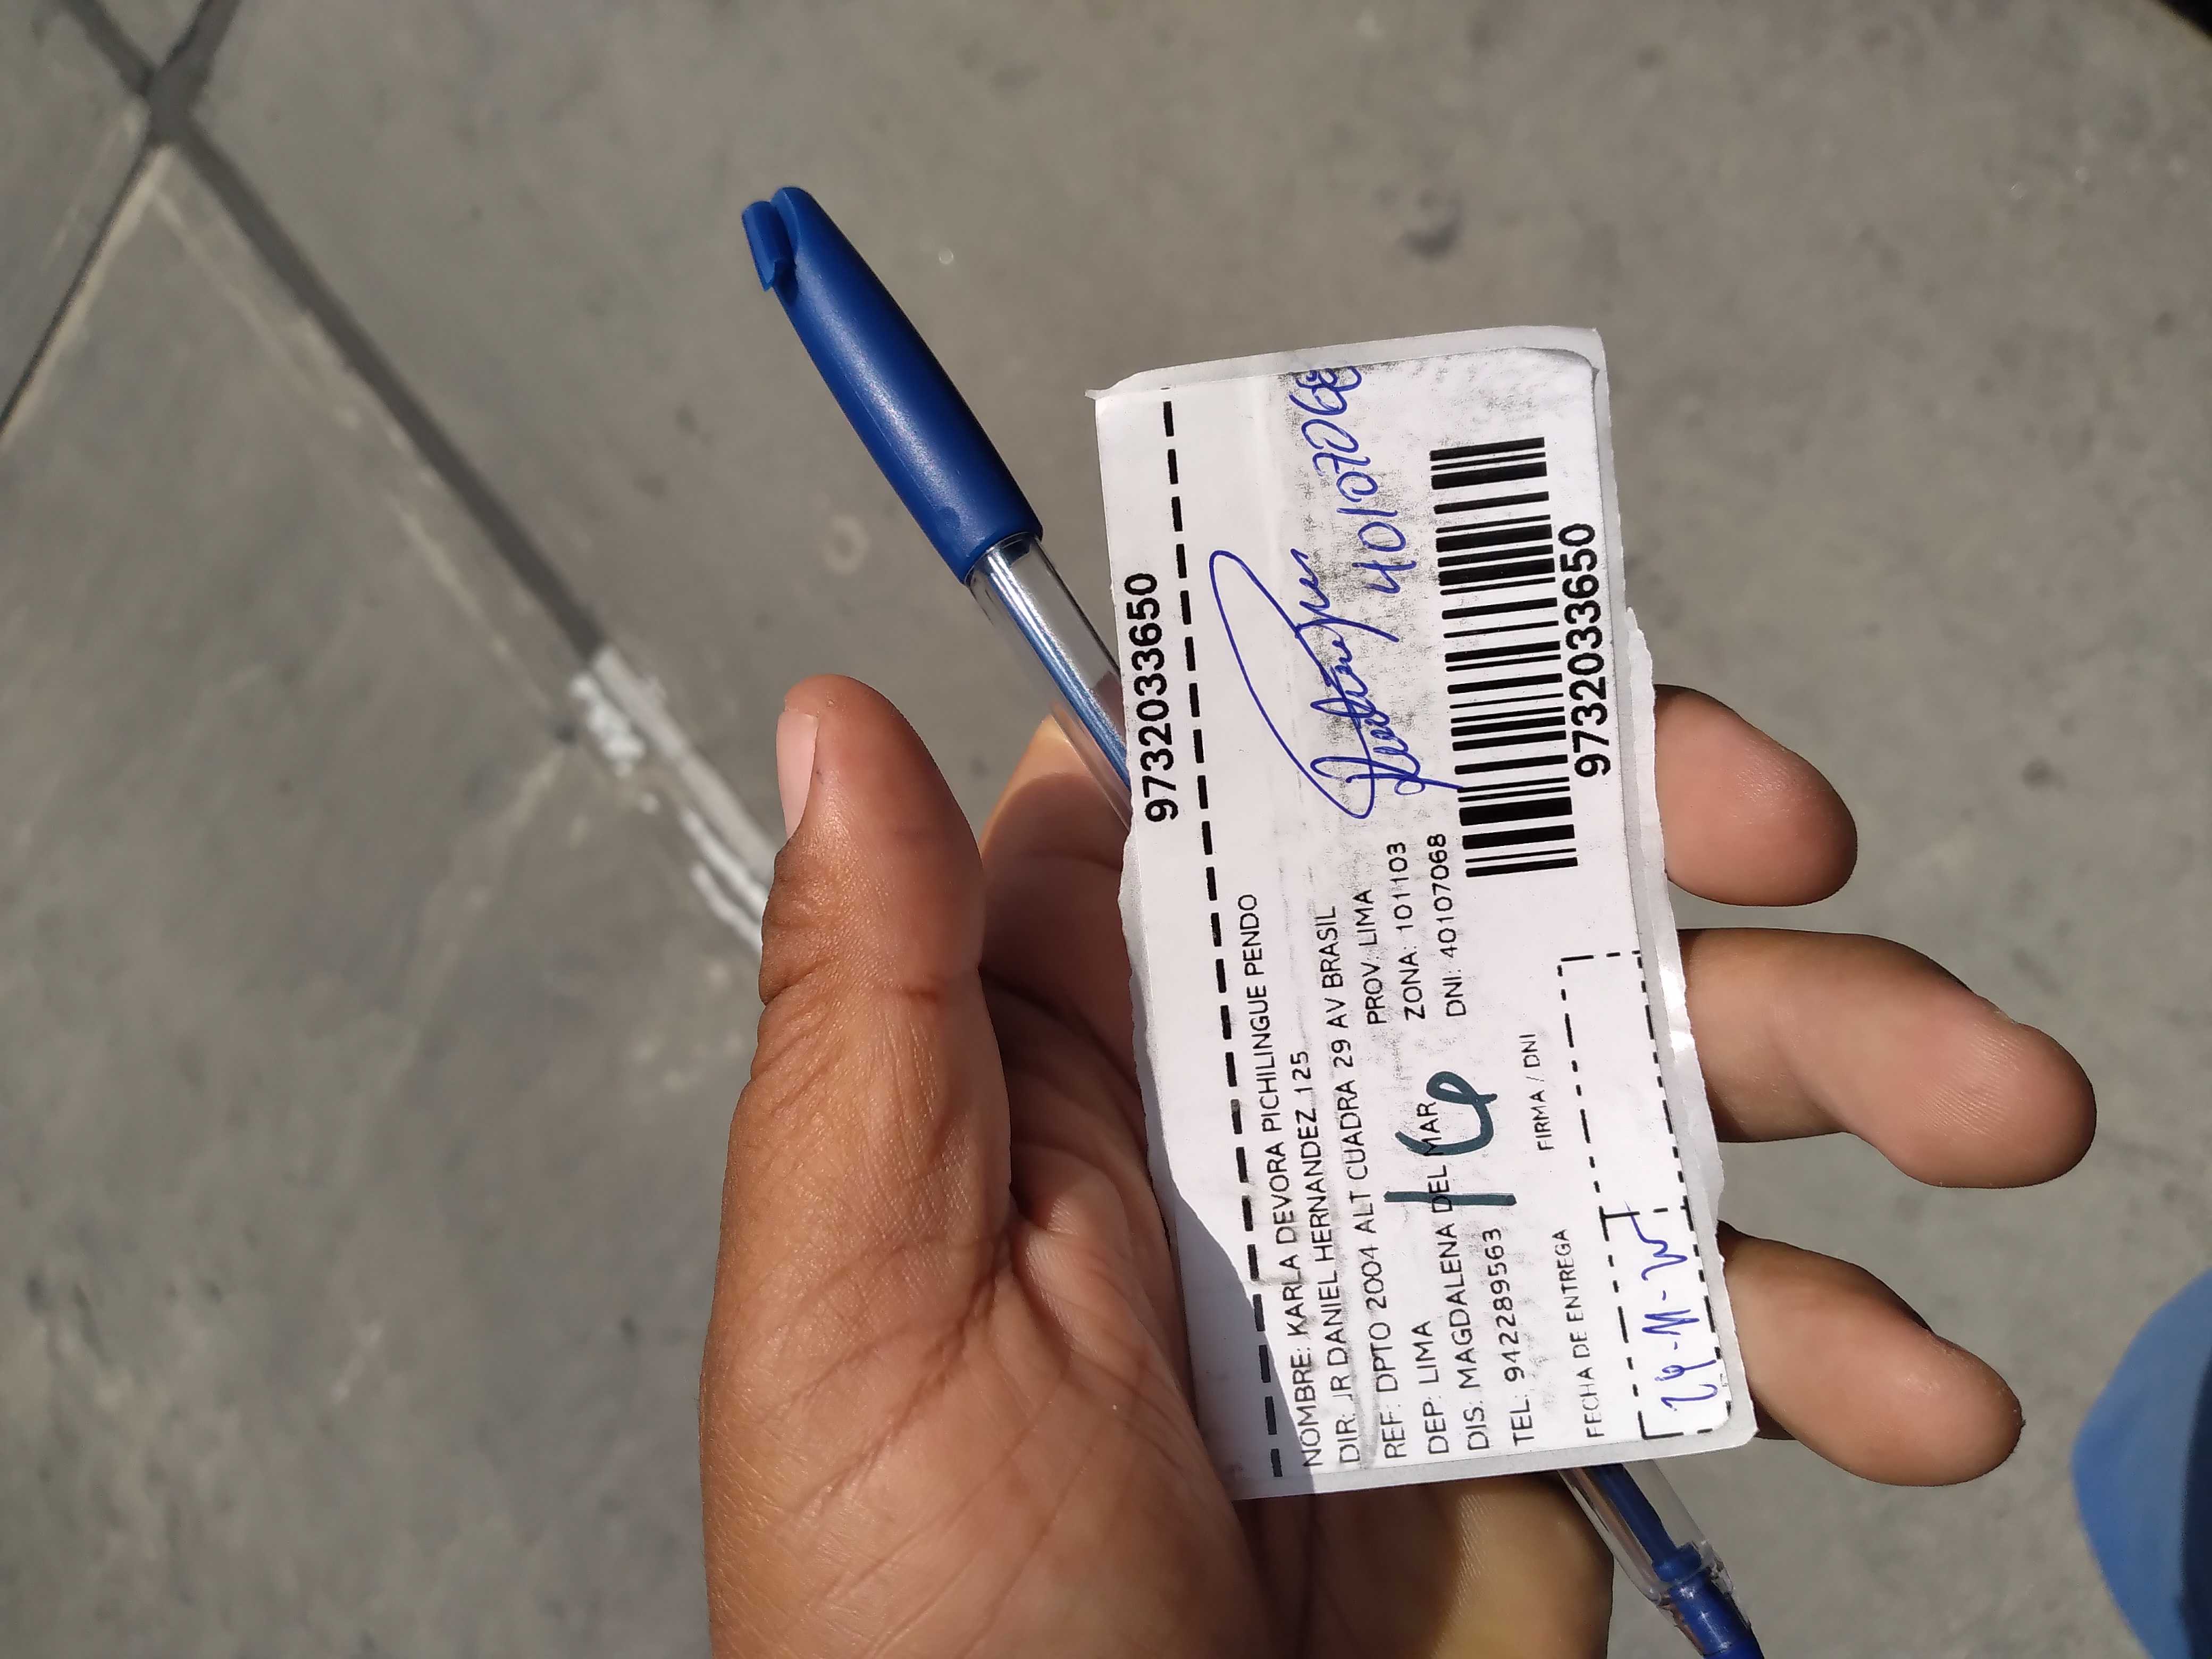 9732033650
NOMBRE: KARLA DEVORA PICHILINGUE PENDO
DIR: JR DANIEL HERNANDEZ 125
REF: DPTO 2004 ALT CUADRA 29 AV BRASIL
DEP: LIMA PROV: LIMA
DIS: MAGDALENA DEL MAR ZONA: 101103
TEL: 942289563 DNI: 40107068
16
40107068
9732033650
FECHA DE ENTREGA FIRMA / DNI